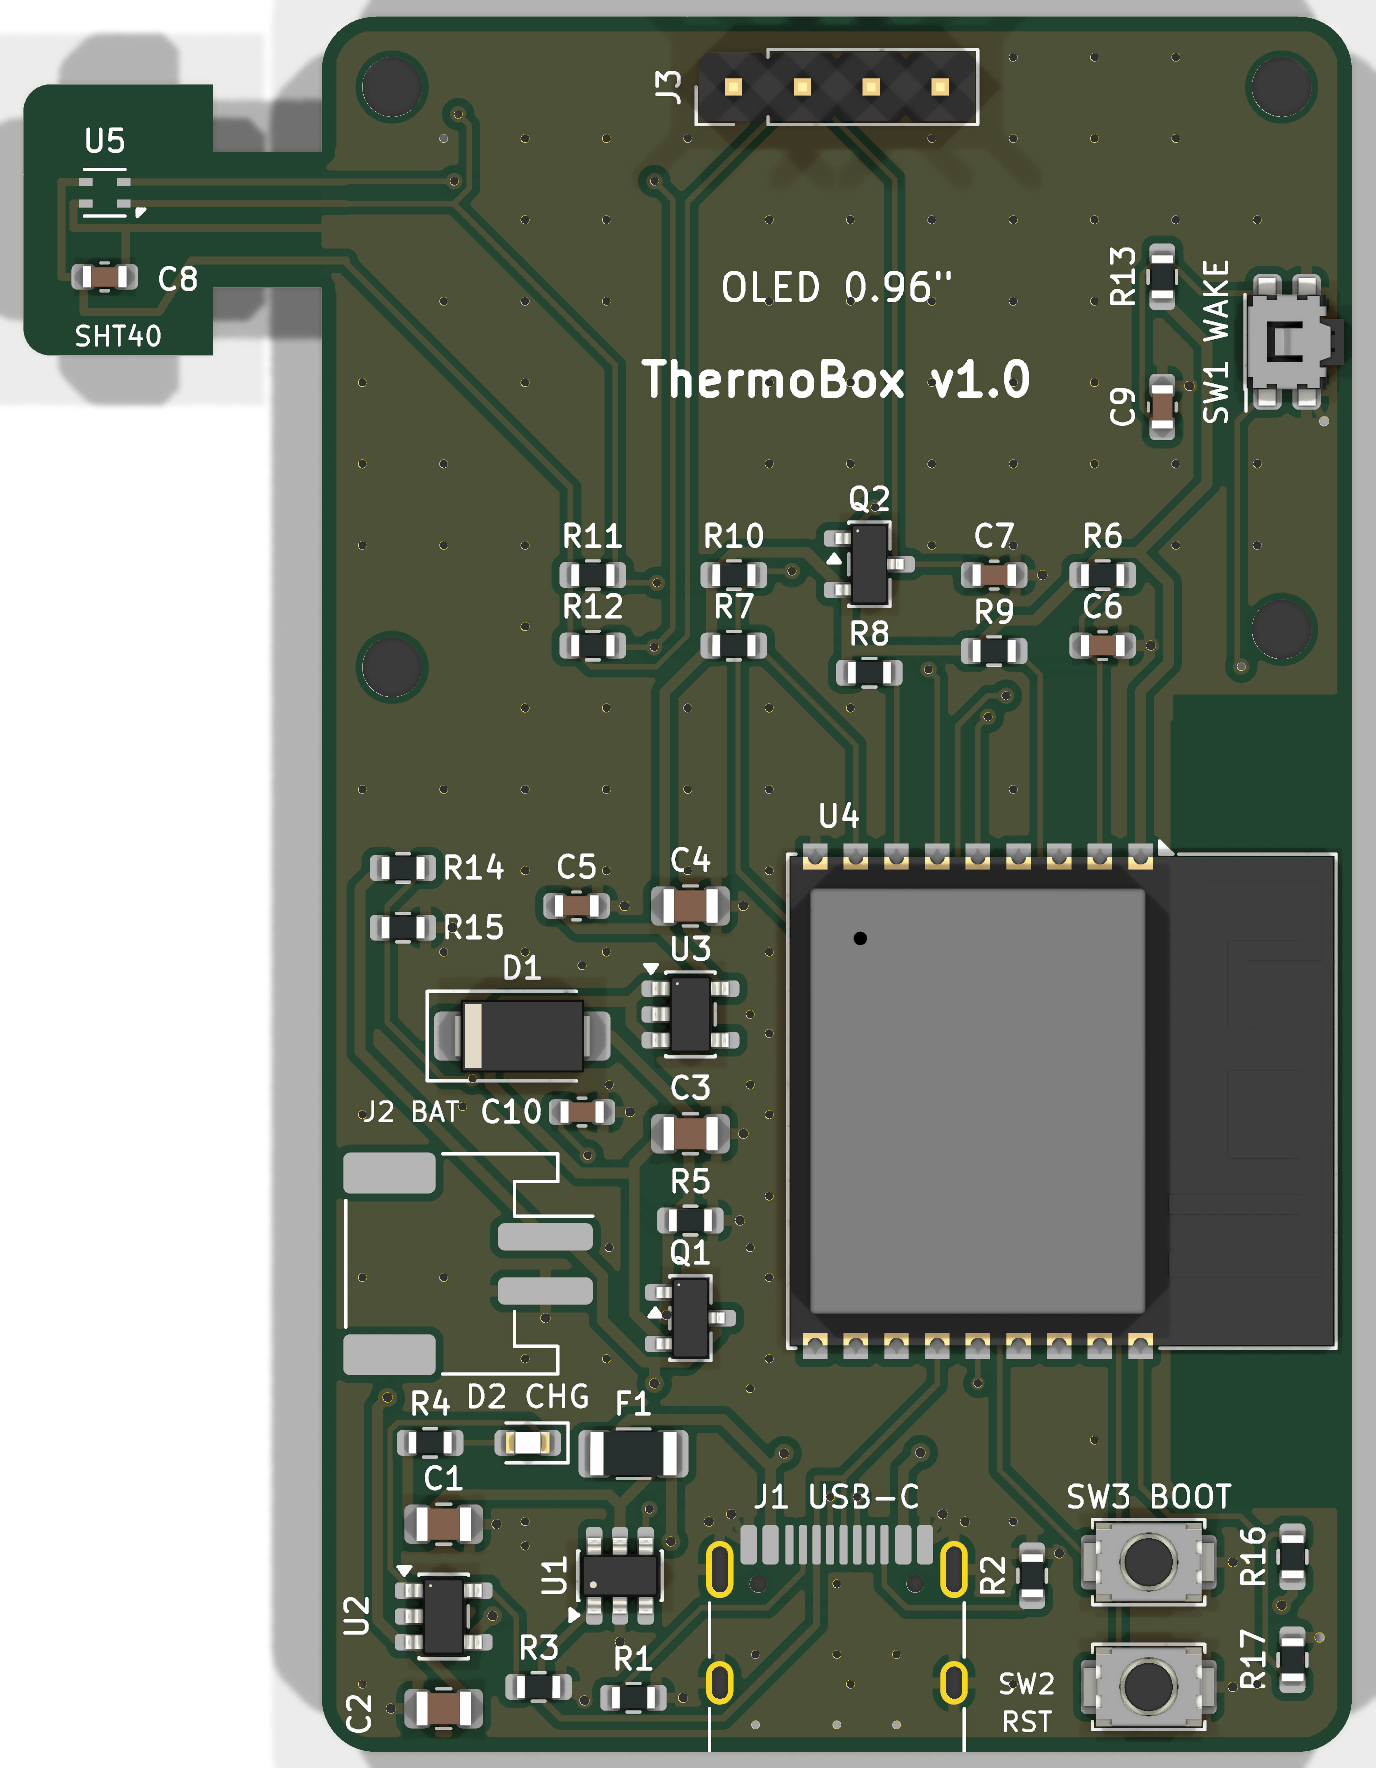 J3
U5
C8
SHT40
OLED 0.96"
R13
SW1 WAKE
ThermoBox v1.0
C9
Q2
R11
R10
C7
R6
R12
R7
R9
C6
R8
U4
R14
C5
C4
R15
U3
D1
C3
J2 BAT
C10
R5
Q1
D2 CHG
R4
F1
C1
J1 USB-C
SW3 BOOT
U1
R2
R16
U2
R3
R1
R17
C2
SW2
RST